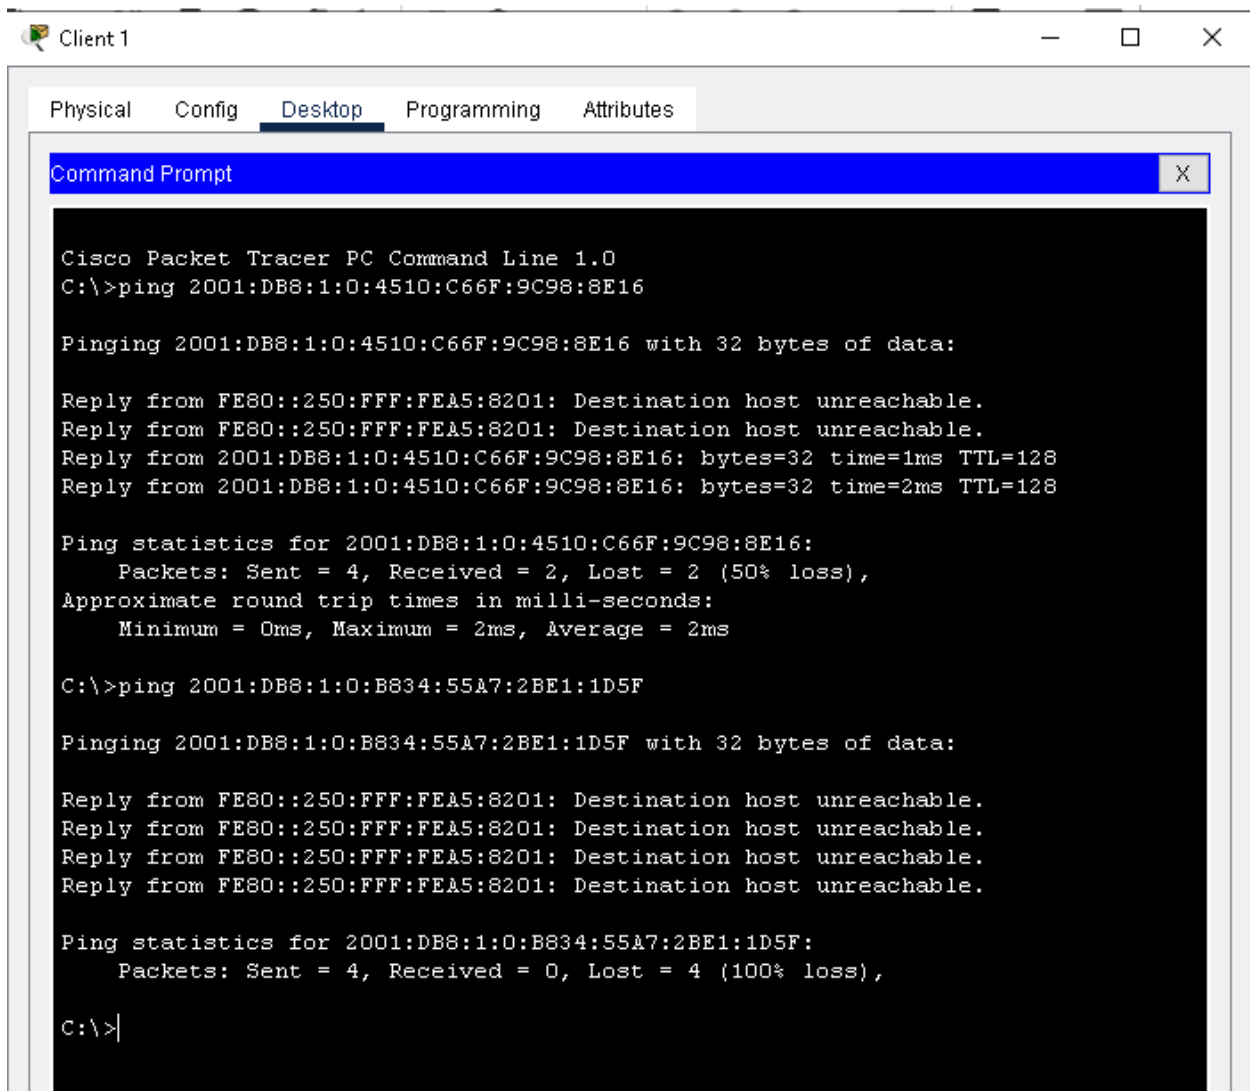 Client 1
Physical Config Desktop Programming Attributes
Command Prompt X
Cisco Packet Tracer PC Command Line 1.0
C:\>ping 2001:DB8:1:0:4510:C66F:9C98:8E16
Pinging 2001:DB8:1:0:4510:C66F:9C98:8E16 with 32 bytes of data:
Reply from FE80::250:FFF:FEA5:8201: Destination host unreachable.
Reply from FE80::250:FFF:FEA5:8201: Destination host unreachable.
Reply from 2001:DB8:1:0:4510:C66F:9C98:8E16: bytes=32 time=1ms TTL=128
Reply from 2001:DB8:1:0:4510:C66F:9C98:8E16: bytes=32 time=2ms TTL=128
Ping statistics for 2001:DB8:1:0:4510:C66F:9C98:8E16:
Packets: Sent = 4, Received = 2, Lost = 2 (50% loss),
Approximate round trip times in milli-seconds:
Minimum = 0ms, Maximum = 2ms, Average = 2ms
C:\>ping 2001:DB8:1:0:B834:55A7:2BE1:1D5F
Pinging 2001:DB8:1:0:B834:55A7:2BE1:1D5F with 32 bytes of data:
Reply from FE80::250:FFF:FEA5:8201: Destination host unreachable.
Reply from FE80::250:FFF:FEA5:8201: Destination host unreachable.
Reply from FE80::250:FFF:FEA5:8201: Destination host unreachable.
Reply from FE80::250:FFF:FEA5:8201: Destination host unreachable.
Ping statistics for 2001:DB8:1:0:B834:55A7:2BE1:1D5F:
Packets: Sent = 4, Received = 0, Lost = 4 (100% loss),
C:\>